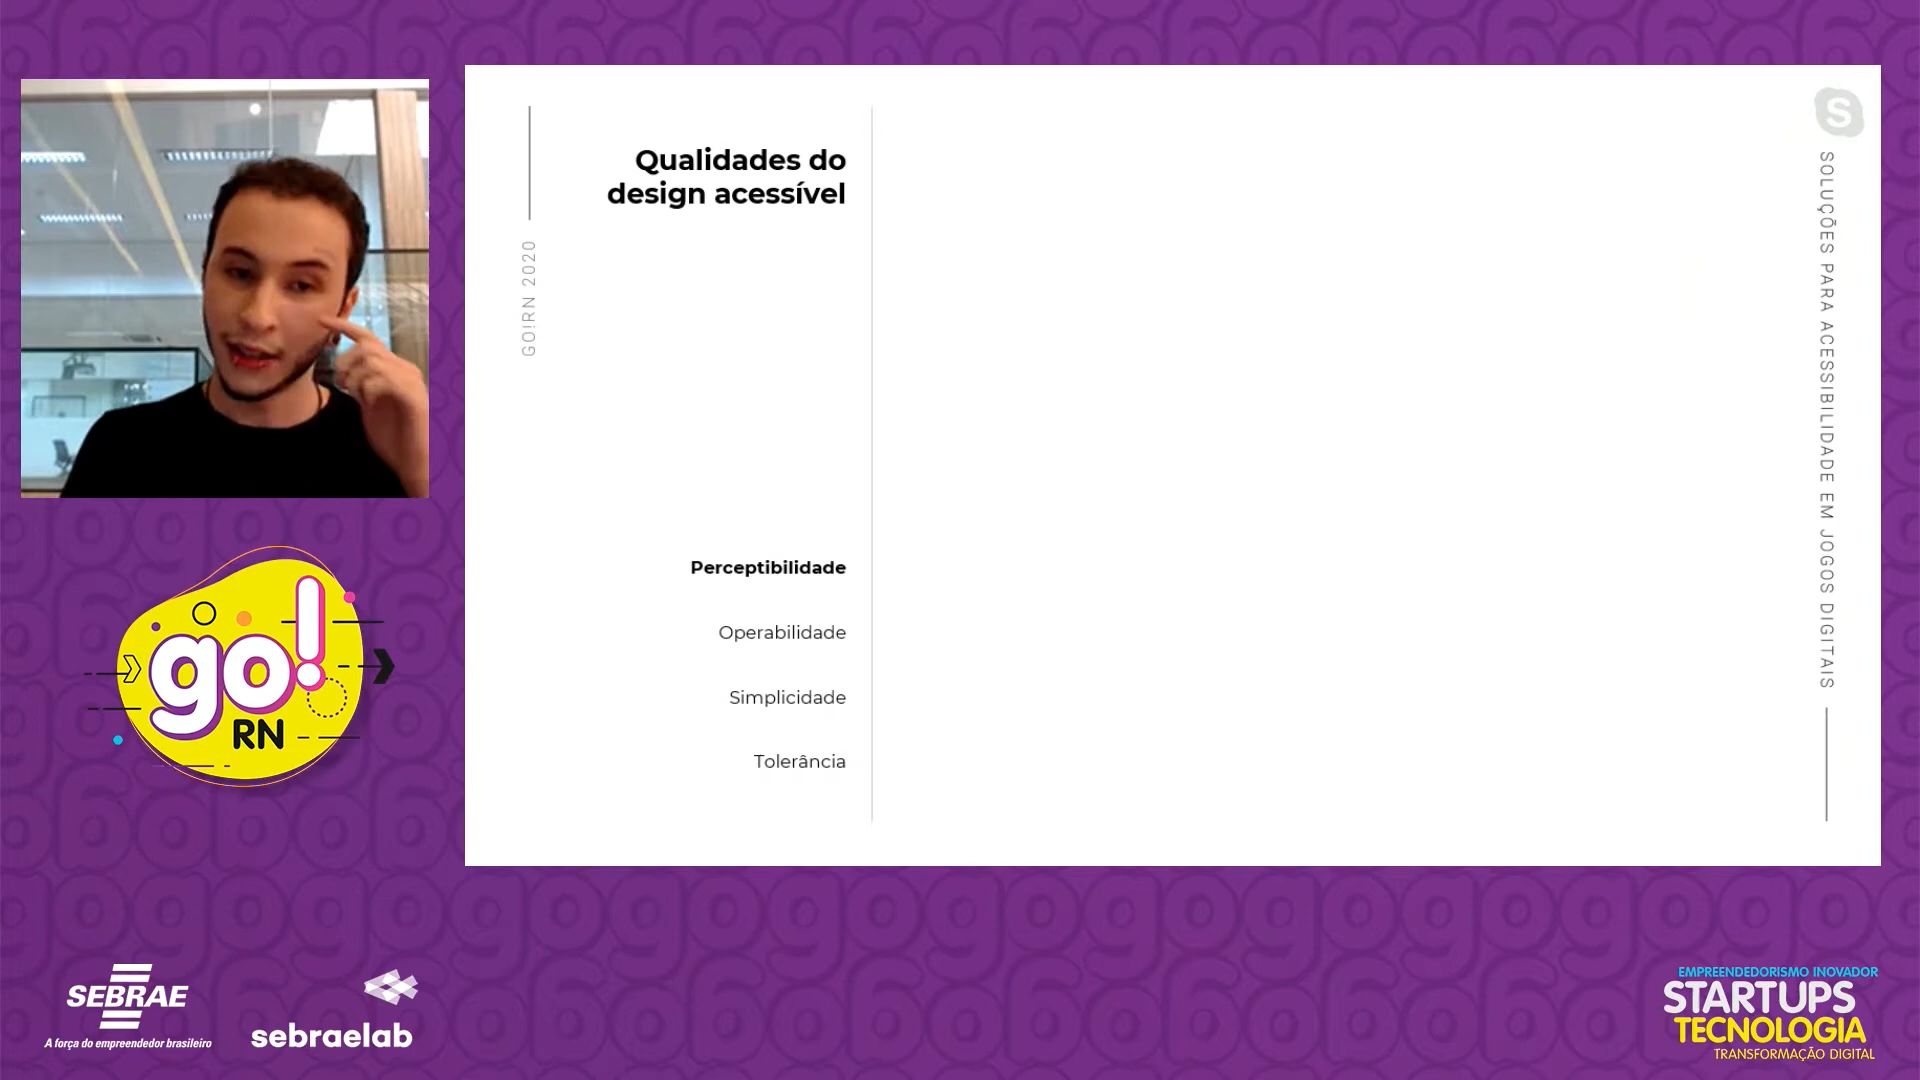 Qualidades do
design acessível
GO!RN 2020
Perceptibilidade
Operabilidade
Simplicidade
Tolerância
S
SOLUÇÕES PARA ACESSIBILIDADE EM JOGOS DIGITAIS
go!
RN
SEBRAE
A força do empreendedor brasileiro
sebraelab
EMPREENDEDORISMO INOVADOR
STARTUPS
TECNOLOGIA
TRANSFORMAÇÃO DIGITAL